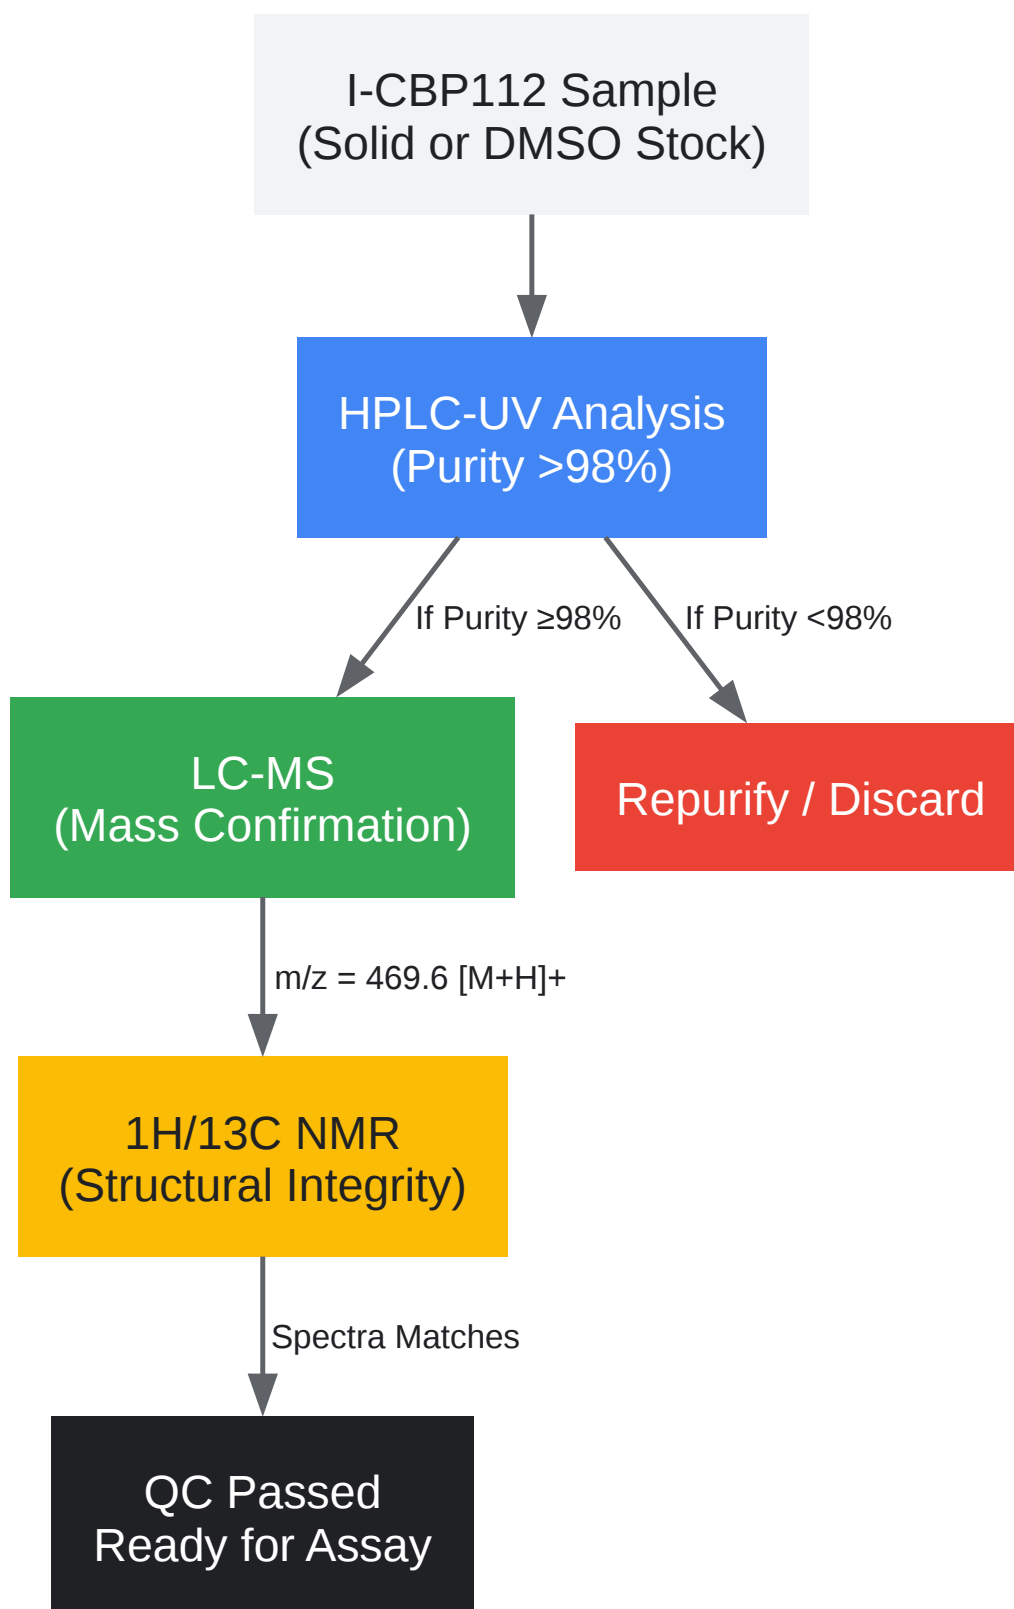 I-CBP112 Sample
(Solid or DMSO Stock)
HPLC-UV Analysis
(Purity >98%)
If Purity ≥98%
If Purity <98%
LC-MS
(Mass Confirmation)
Repurify / Discard
m/z = 469.6 [M+H]+
1H/13C NMR
(Structural Integrity)
Spectra Matches
QC Passed
Ready for Assay